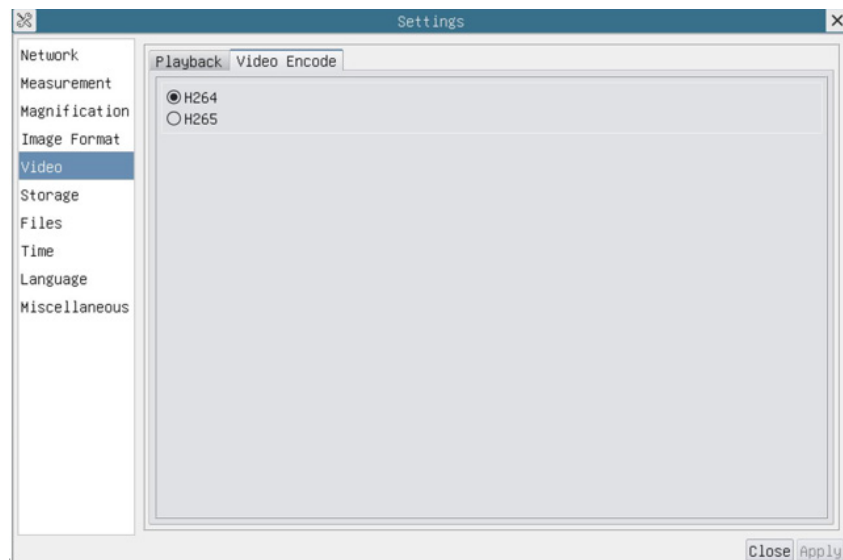 Settings
Network
Measurement
Magnification
Image Format
Video
Storage
Files
Time
Language
Miscellaneous
Playback Video Encode
H264
H265
Close Apply